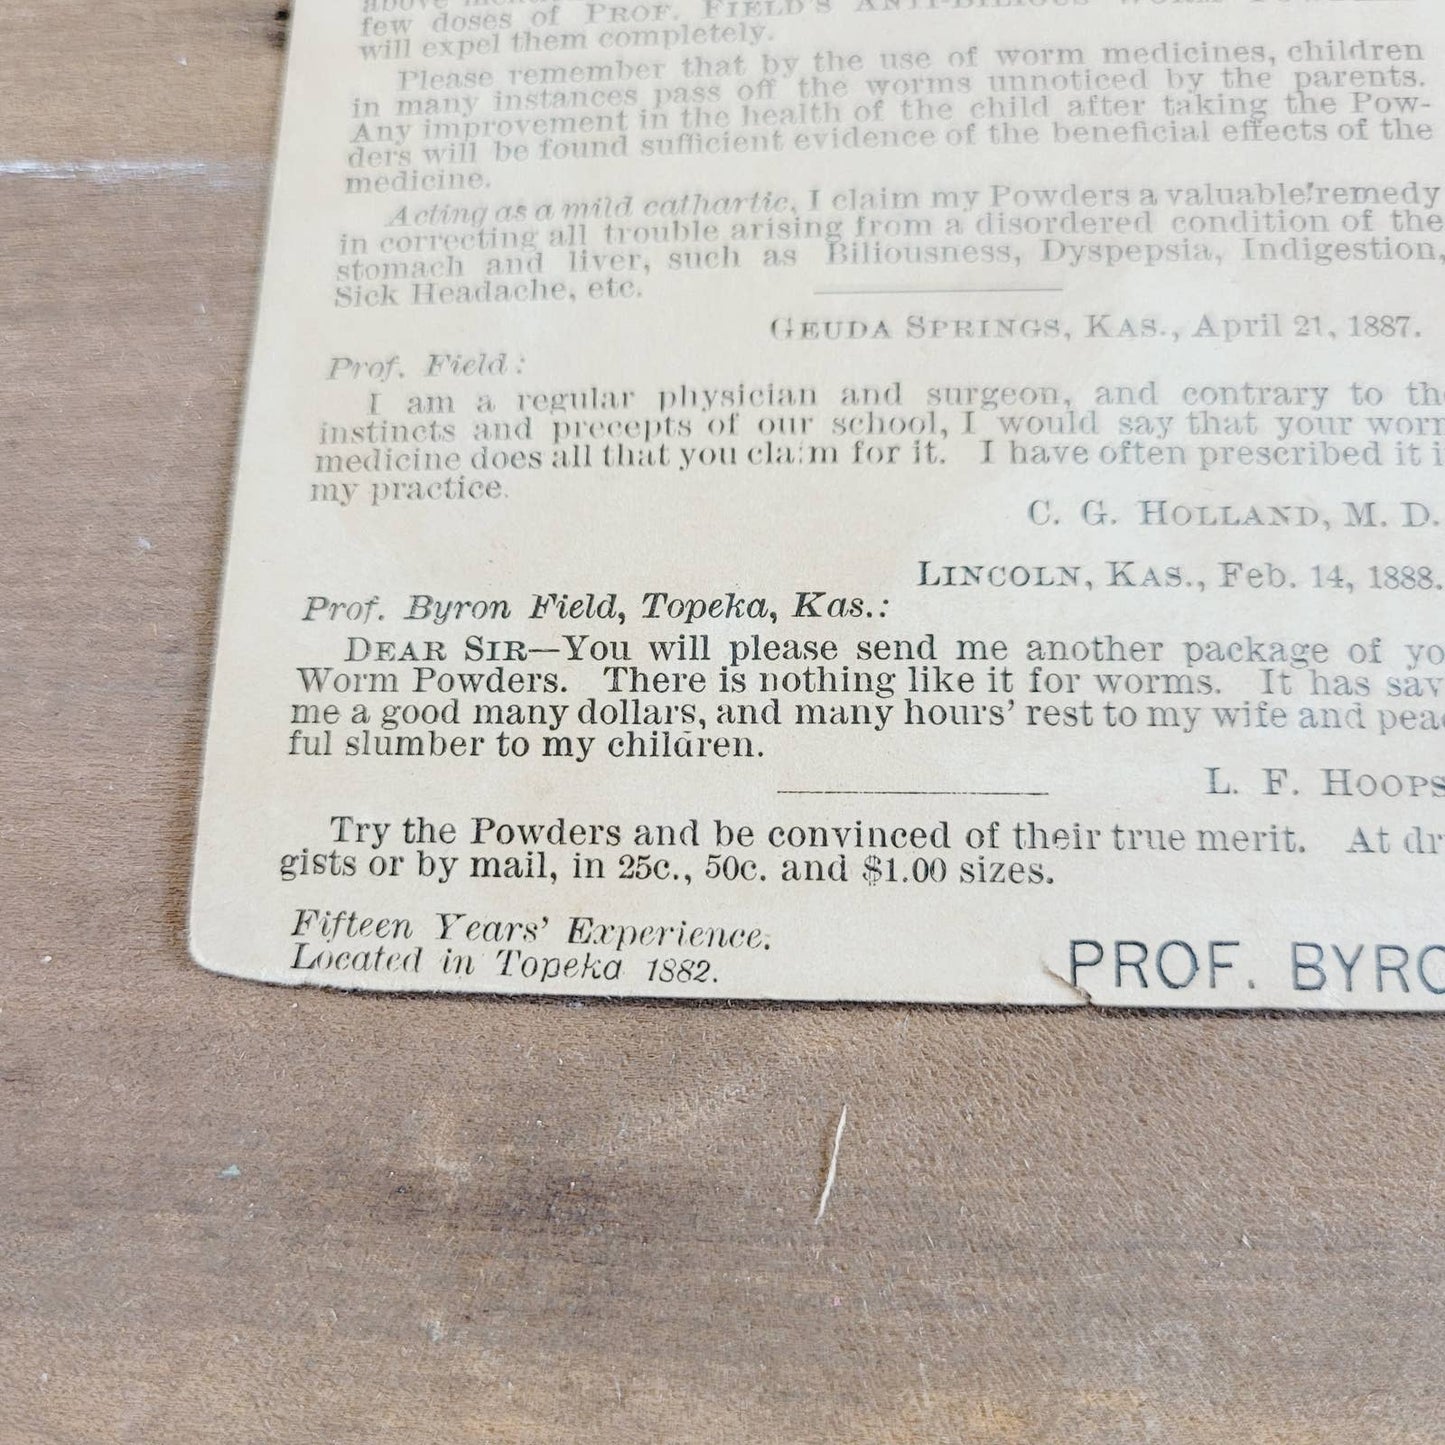 few doses of PROF. FIELD'S ANTI-BILIOUS WORM
will expel them completely.
Please remember that by the use of worm medicines, children
in many instances pass off the worms unnoticed by the parents.
Any improvement in the health of the child after taking the Pow-
ders will be found sufficient evidence of the beneficial effects of the
medicine.
Acting as a mild cathartic, I claim my Powders a valuable remedy
in correcting all trouble arising from a disordered condition of the
stomach and liver, such as Biliousness, Dyspepsia, Indigestion,
Sick Headache, etc.
GEUDA SPRINGS, KAS., April 21, 1887.
Prof. Field:
I am a regular physician and surgeon, and contrary to th
instincts and precepts of our school, I would say that your wor
medicine does all that you claim for it. I have often prescribed it i
my practice.
C. G. HOLLAND, M. D.
LINCOLN, KAS., Feb. 14, 1888.
Prof. Byron Field, Topeka, Kas.:
DEAR SIR—You will please send me another package of yo
Worm Powders. There is nothing like it for worms. It has sav
me a good many dollars, and many hours' rest to my wife and peac
ful slumber to my children.
L. F. HOOPS
Try the Powders and be convinced of their true merit. At dr
gists or by mail, in 25c., 50c. and $1.00 sizes.
Fifteen Years' Experience.
Located in Topeka 1882.
PROF. BYRO